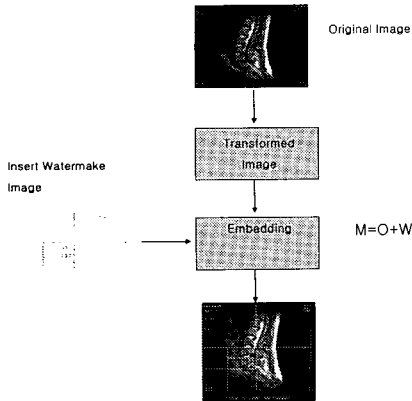 Original Image
Transformed
Image
Insert Watermake
Image
Embedding
M=O+W